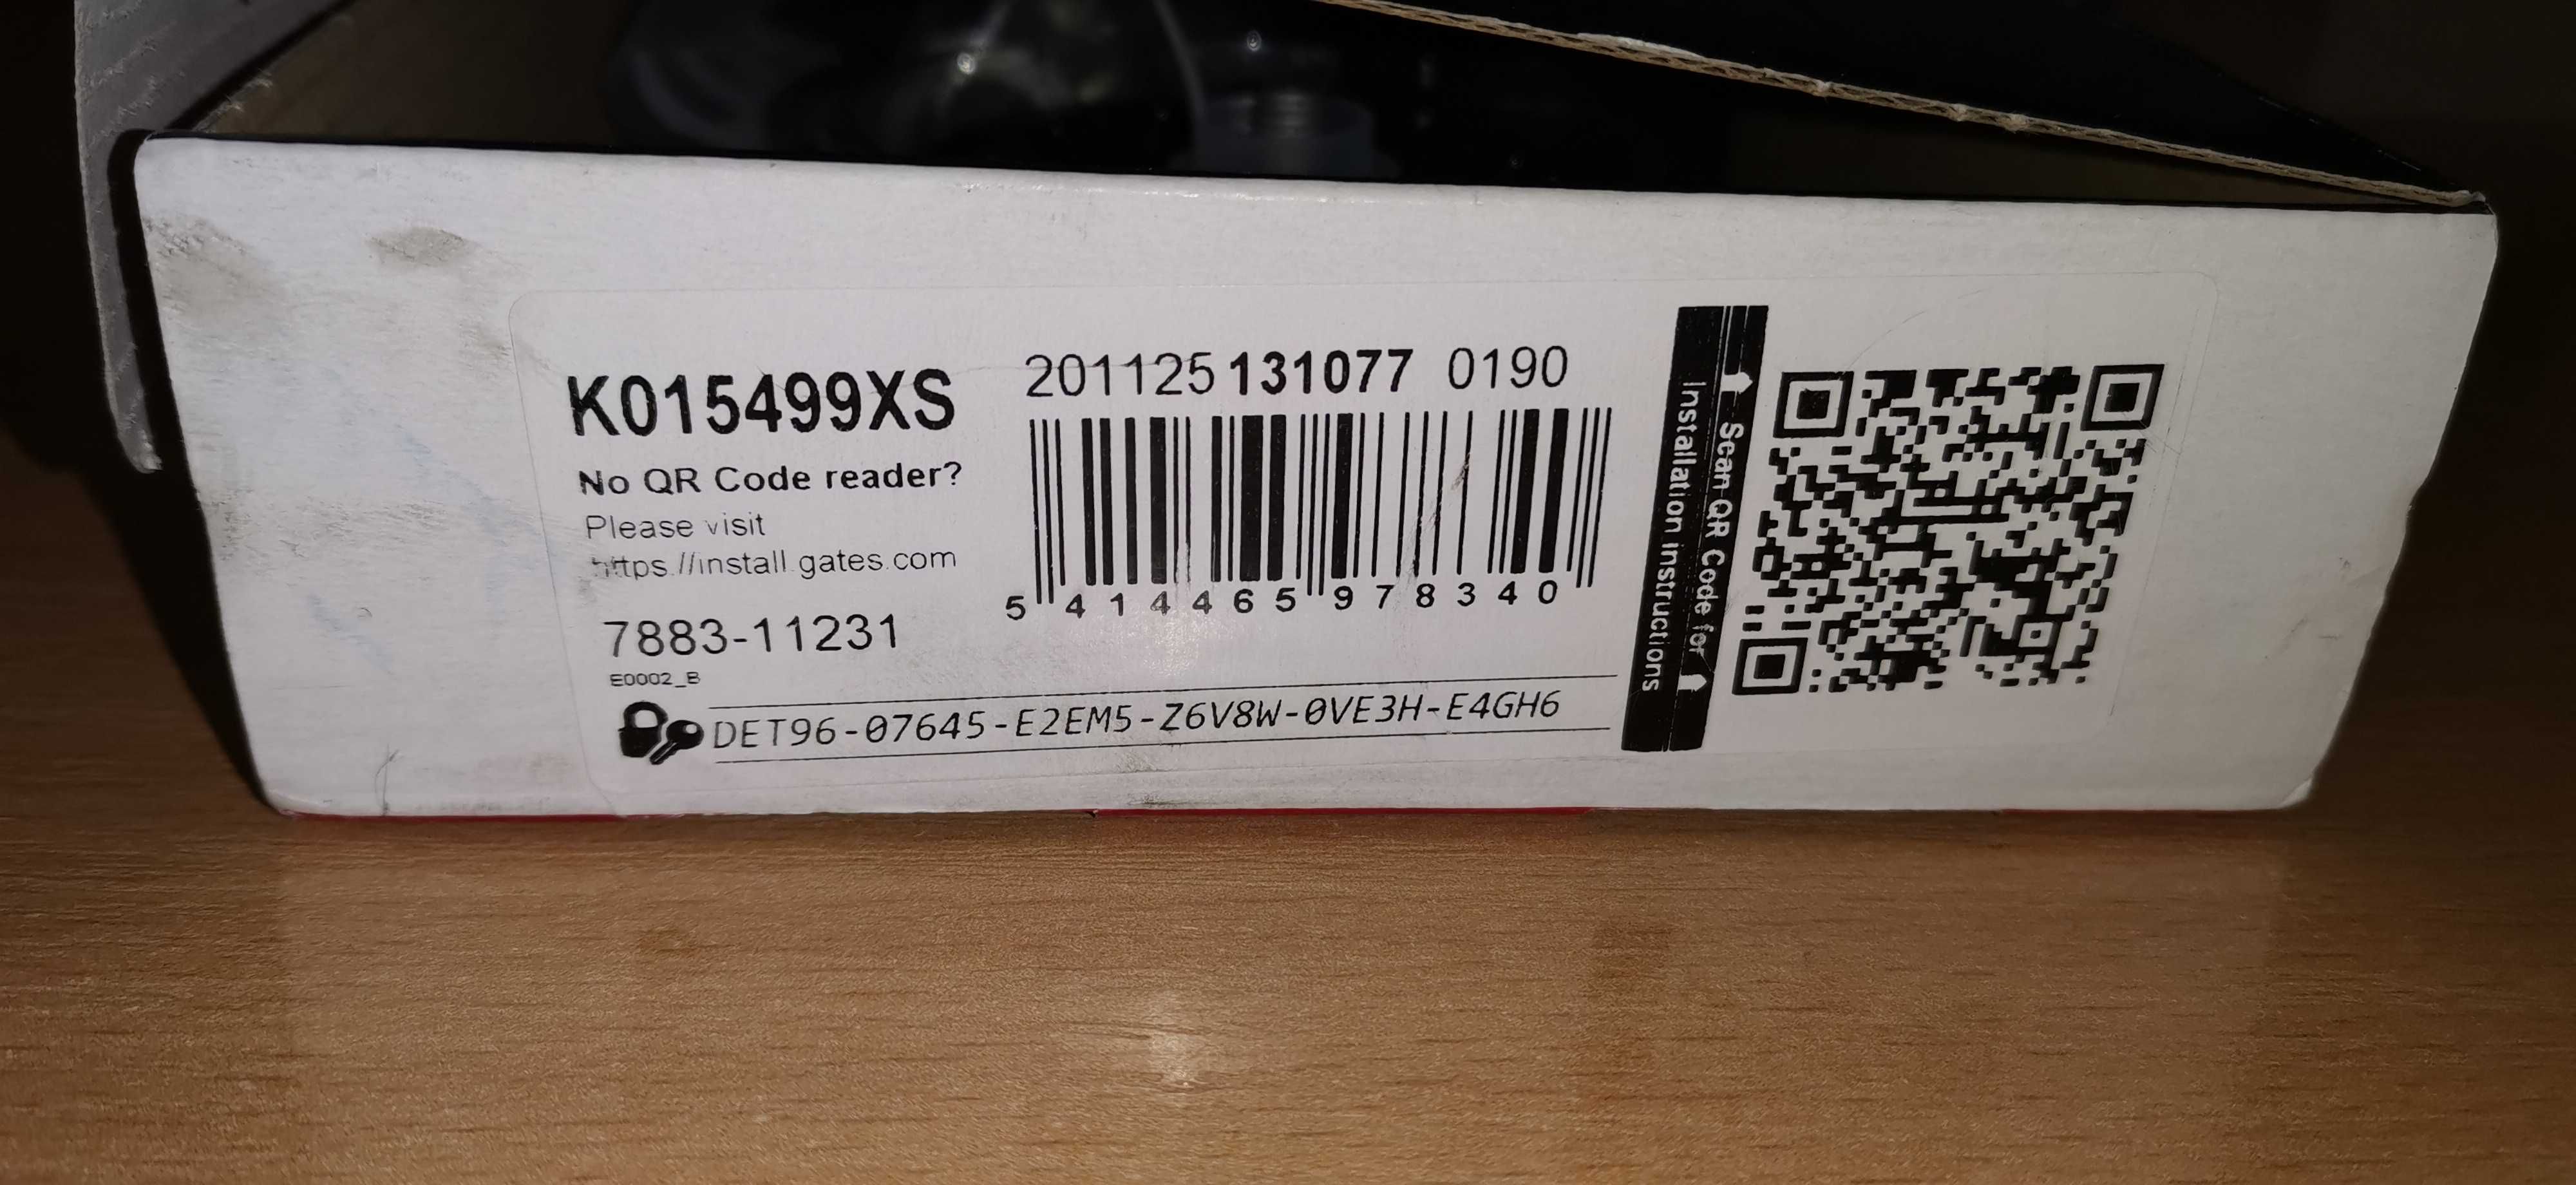 K015499XS
No QR Code reader?
Please visit
https://install.gates.com
7883-11231
E0002_B
DET96-07645-E2EM5-Z6V8W-0VE3H-E4GH6
201125 131077 0190
5 414465 978340
Scan QR Code for
Installation instructions